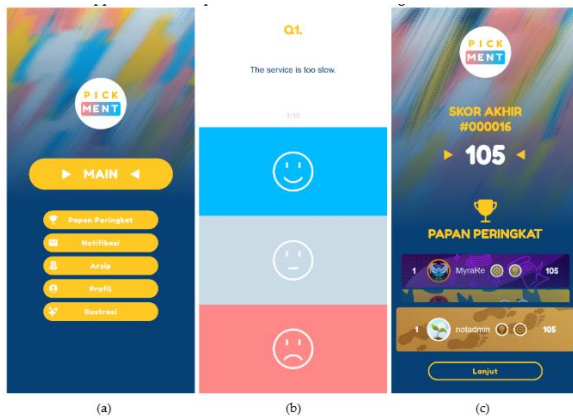 PICK
MENT
MAIN
Papan Peringkat
Notifikasi
Arsip
Profil
Ilustrasi
(a)
Q1.
The service is too slow.
1/15
(b)
PICK
MENT
SKOR AKHIR
#000016
105
PAPAN PERINGKAT
1 MyraRe 105
1 notadmin 105
Lanjut
(c)